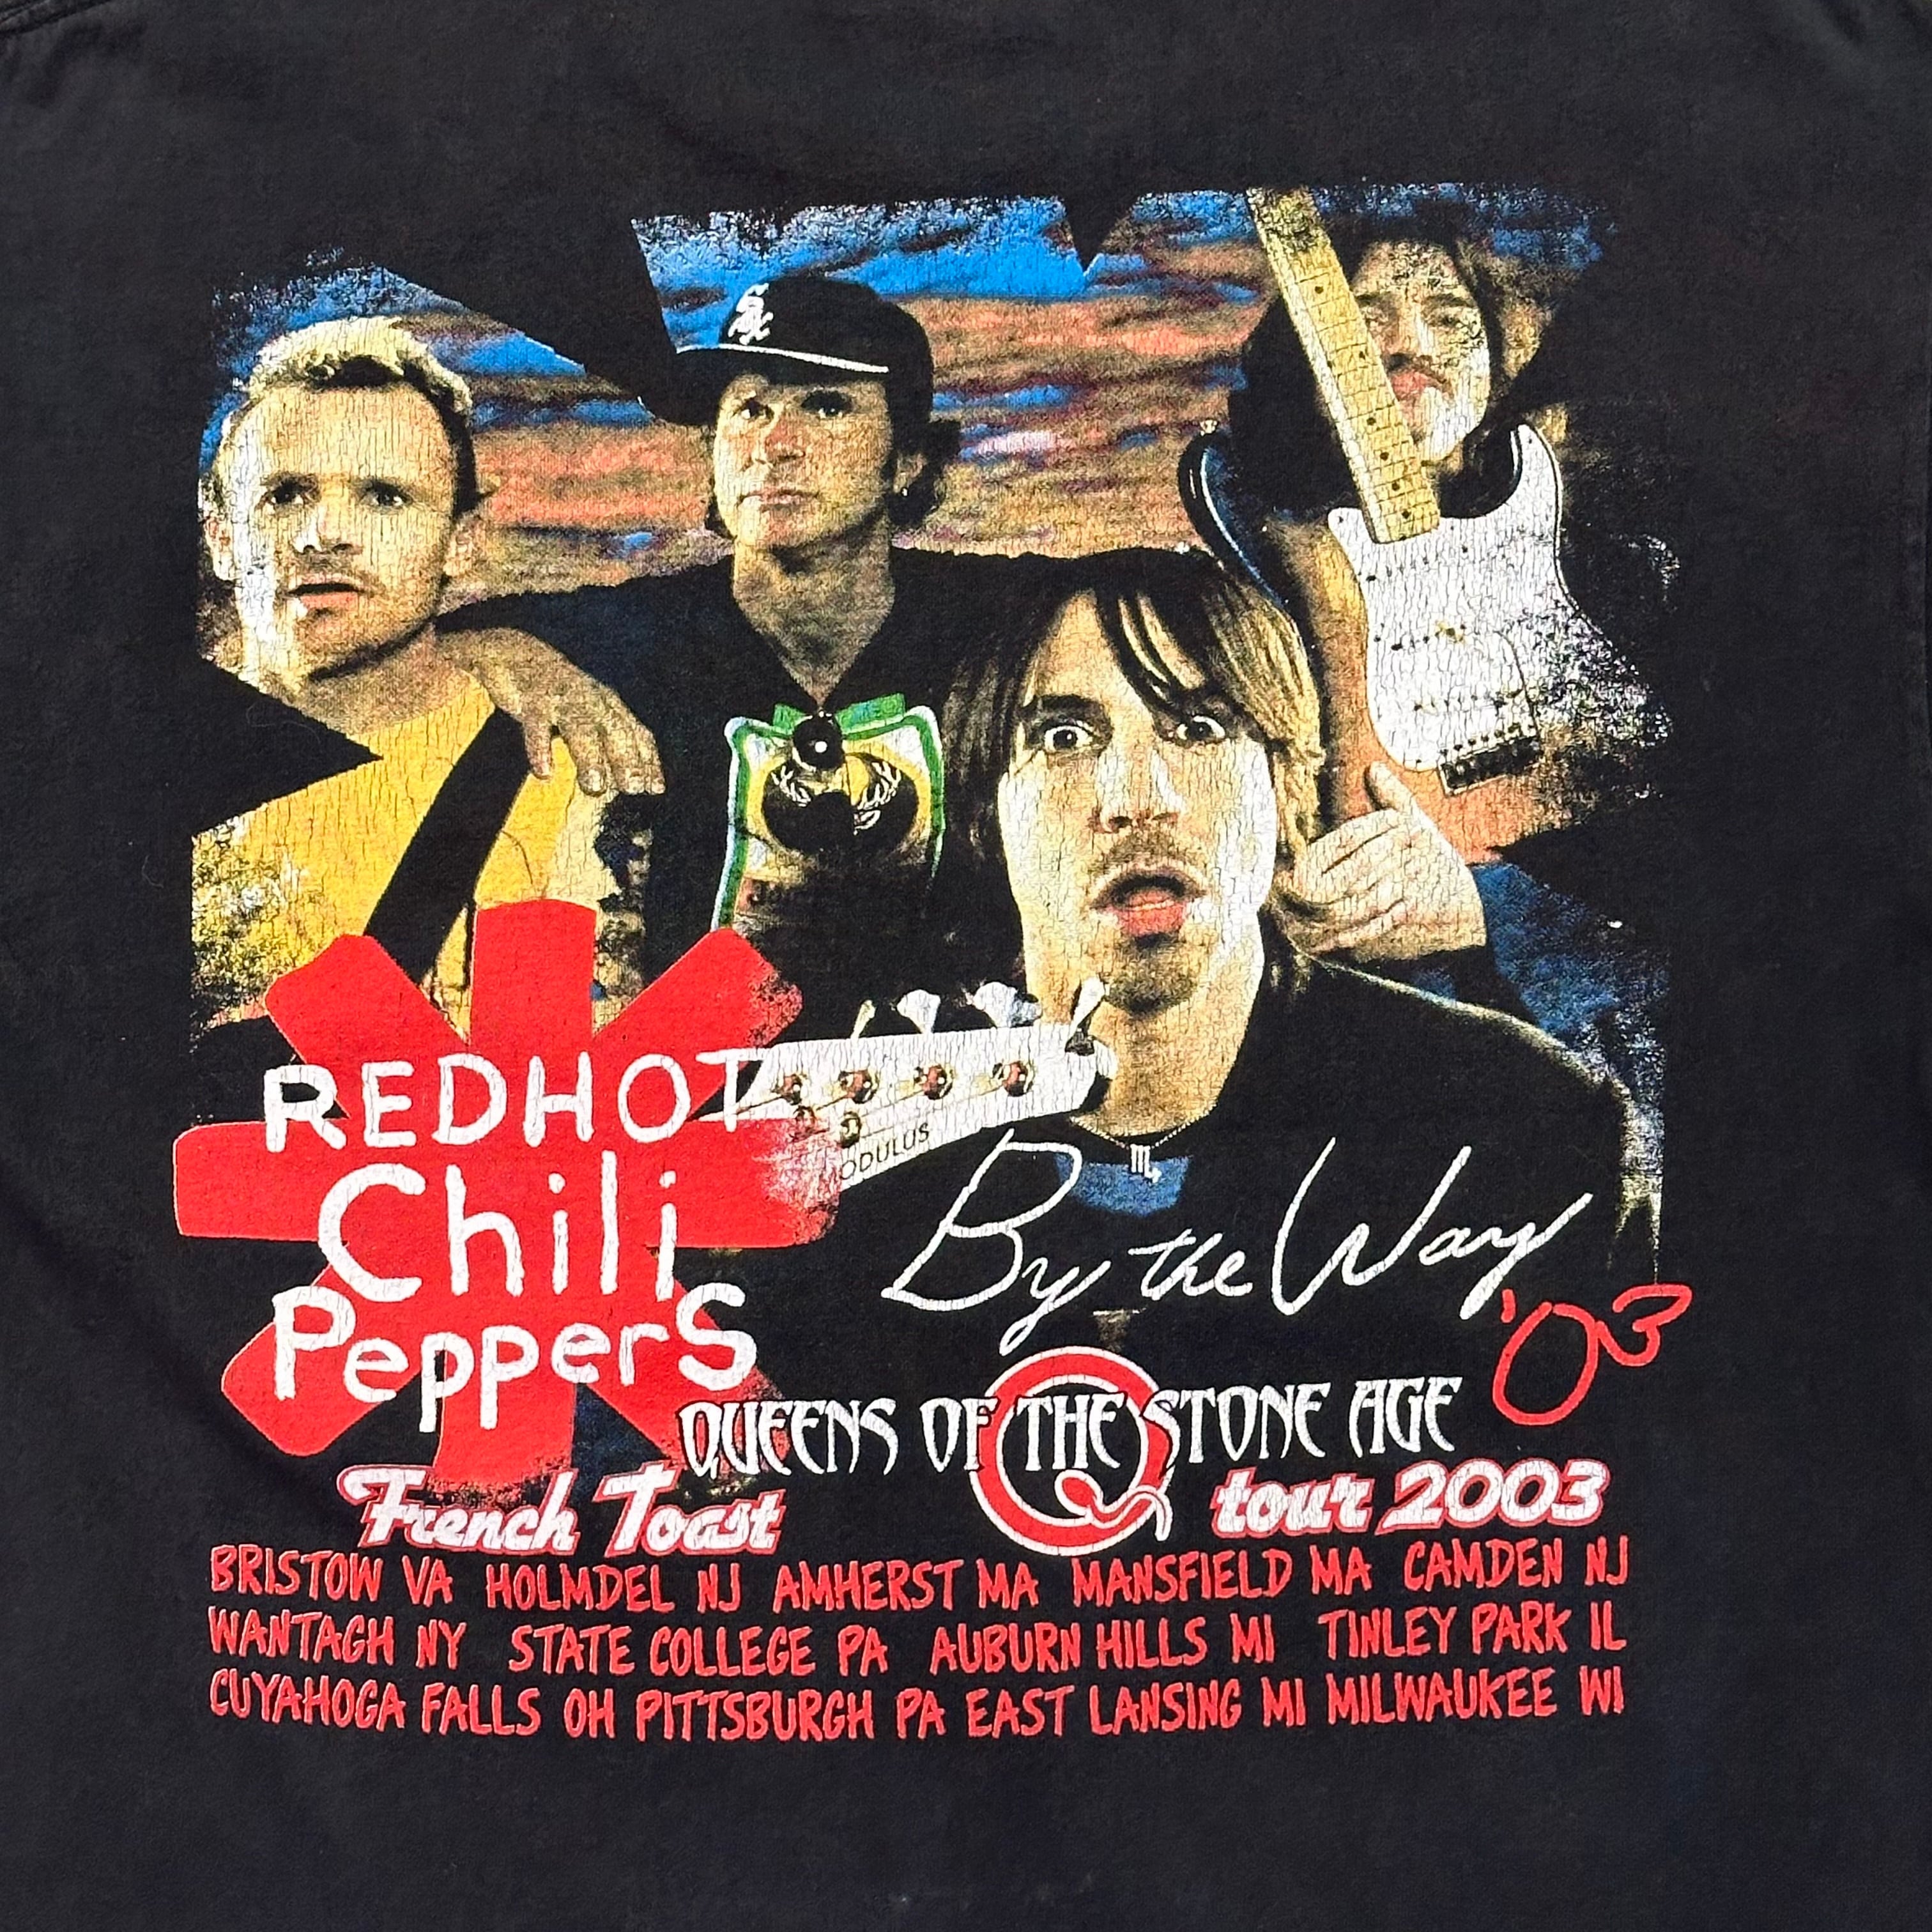 REDHOT
Chili
PepperS
ODULUS
By the Way
'03
QUEENS OF THE STONE AGE
French Toast
tour 2003
BRISTOW VA HOLMDEL NJ AMHERST MA MANSFIELD MA CAMDEN NJ
WANTAGH NY STATE COLLEGE PA AUBURN HILLS MI TINLEY PARK IL
CUYAHOGA FALLS OH PITTSBURGH PA EAST LANSING MI MILWAUKEE WI